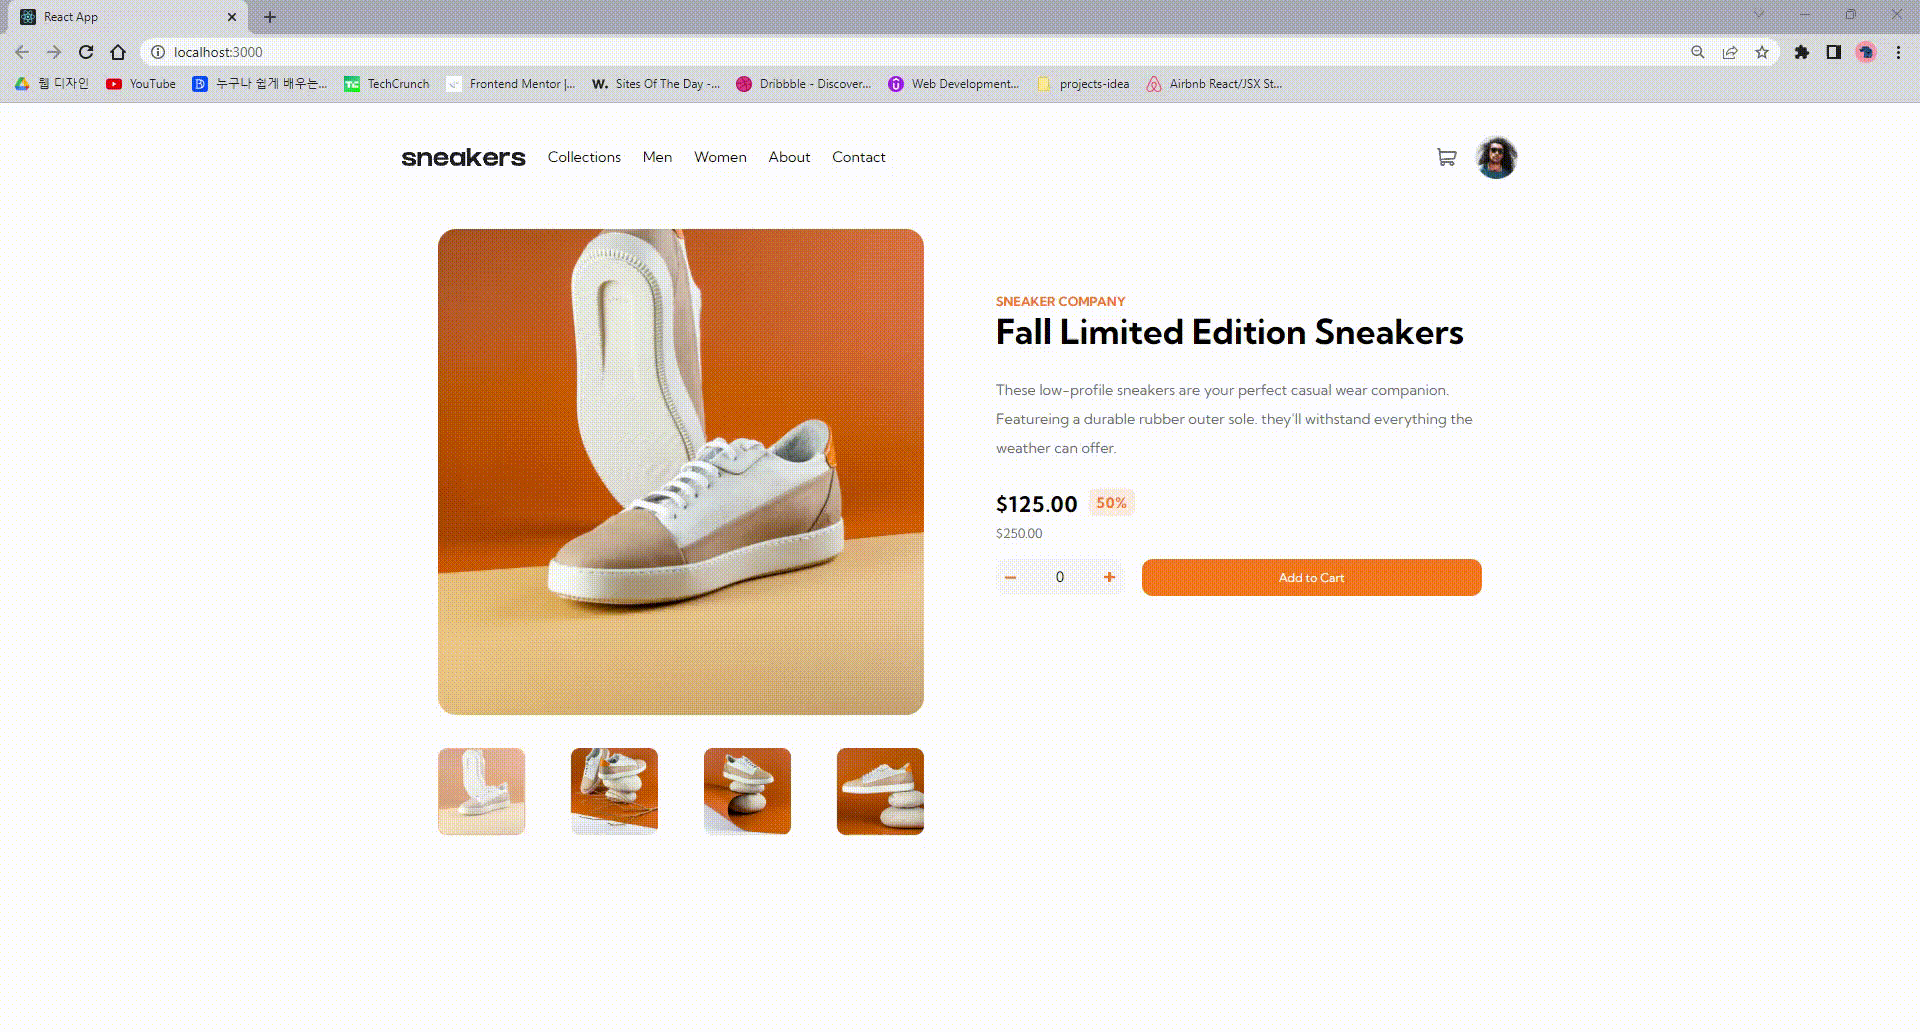 React App
localhost:3000
웹 디자인
YouTube
누구나 쉽게 배우는...
TechCrunch
Frontend Mentor |...
Sites Of The Day -...
Dribbble - Discover...
Web Development...
projects-idea
Airbnb React/JSX St...
sneakers
Collections
Men
Women
About
Contact
SNEAKER COMPANY
Fall Limited Edition Sneakers
These low-profile sneakers are your perfect casual wear companion.
Featureing a durable rubber outer sole. they'll withstand everything the
weather can offer.
$125.00
50%
$250.00
0
Add to Cart